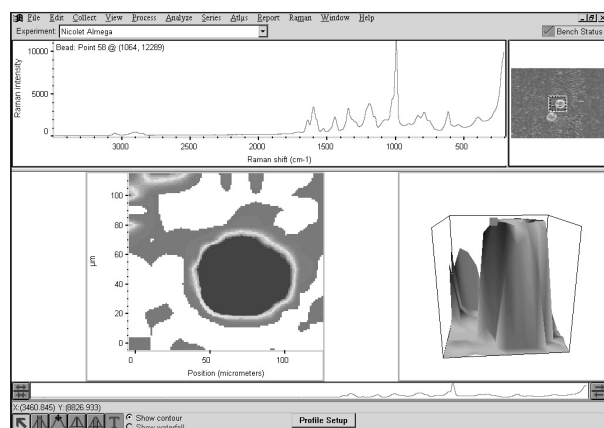 File Edit Collect View Process Analyze Series Atlas Report Raman Window Help
Experiment: Nicolet Almega
Bench Status
Bead: Point 58 @ (1064, 12289)
Raman intensity
10000
5000
0
3000 2500 2000 1500 1000 500
Raman shift (cm-1)
µm
100
80
60
40
20
0
0 50 100
Position (micrometers)
X:(3460.845) Y:(8826.933)
Show contour
Show waterfall
Profile Setup